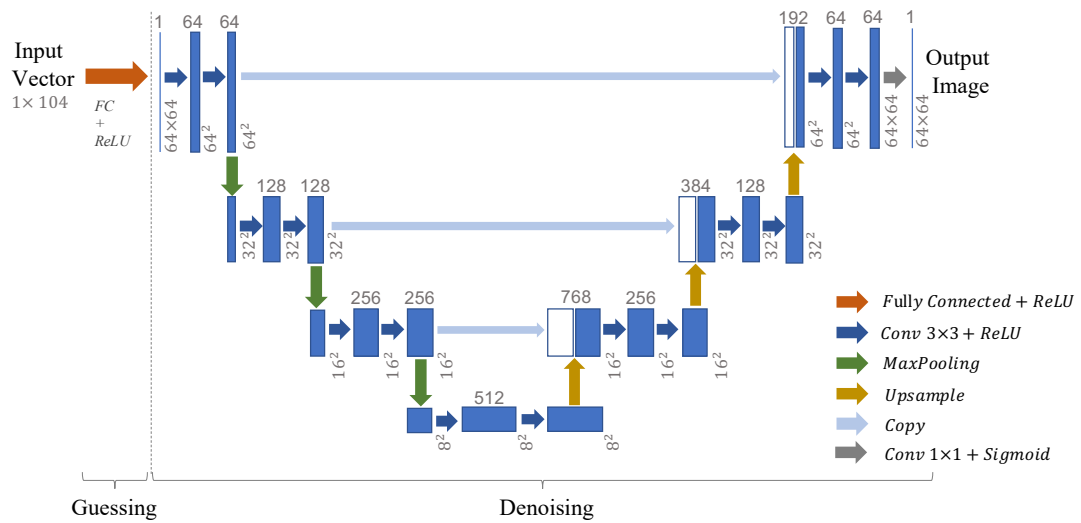 Input
Vector
1× 104
FC
+
ReLU
1
64
64
64×64
64²
64²
192
64
64
1
64²
64²
64×64
64×64
Output
Image
128
128
32²
32²
32²
384
128
32²
32²
32²
256
256
16²
16²
16²
768
256
16²
16²
16²
512
8²
8²
8²
Fully Connected + ReLU
Conv 3×3 + ReLU
MaxPooling
Upsample
Copy
Conv 1×1 + Sigmoid
Guessing
Denoising